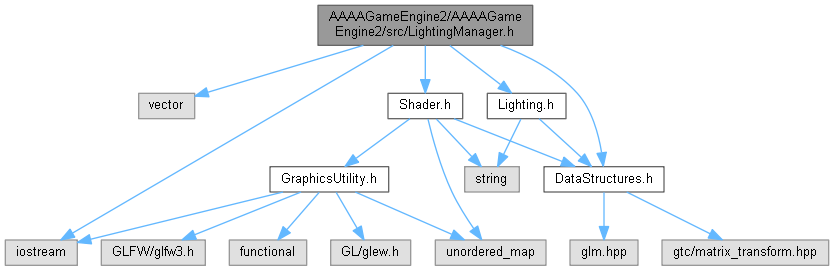 AAAAGameEngine2/AAAAGame
Engine2/src/LightingManager.h
vector
Shader.h
Lighting.h
GraphicsUtility.h
string
DataStructures.h
iostream
GLFW/glfw3.h
functional
GL/glew.h
unordered_map
glm.hpp
gtc/matrix_transform.hpp